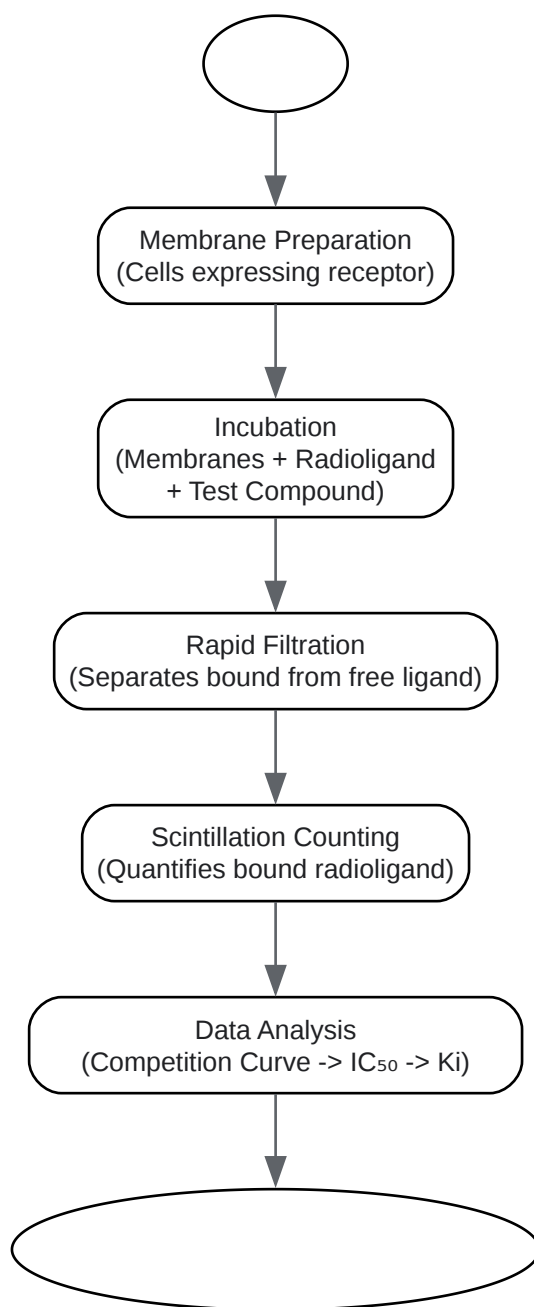 Membrane Preparation
(Cells expressing receptor)
Incubation
(Membranes + Radioligand
+ Test Compound)
Rapid Filtration
(Separates bound from free ligand)
Scintillation Counting
(Quantifies bound radioligand)
Data Analysis
(Competition Curve -> IC₅₀ -> Ki)